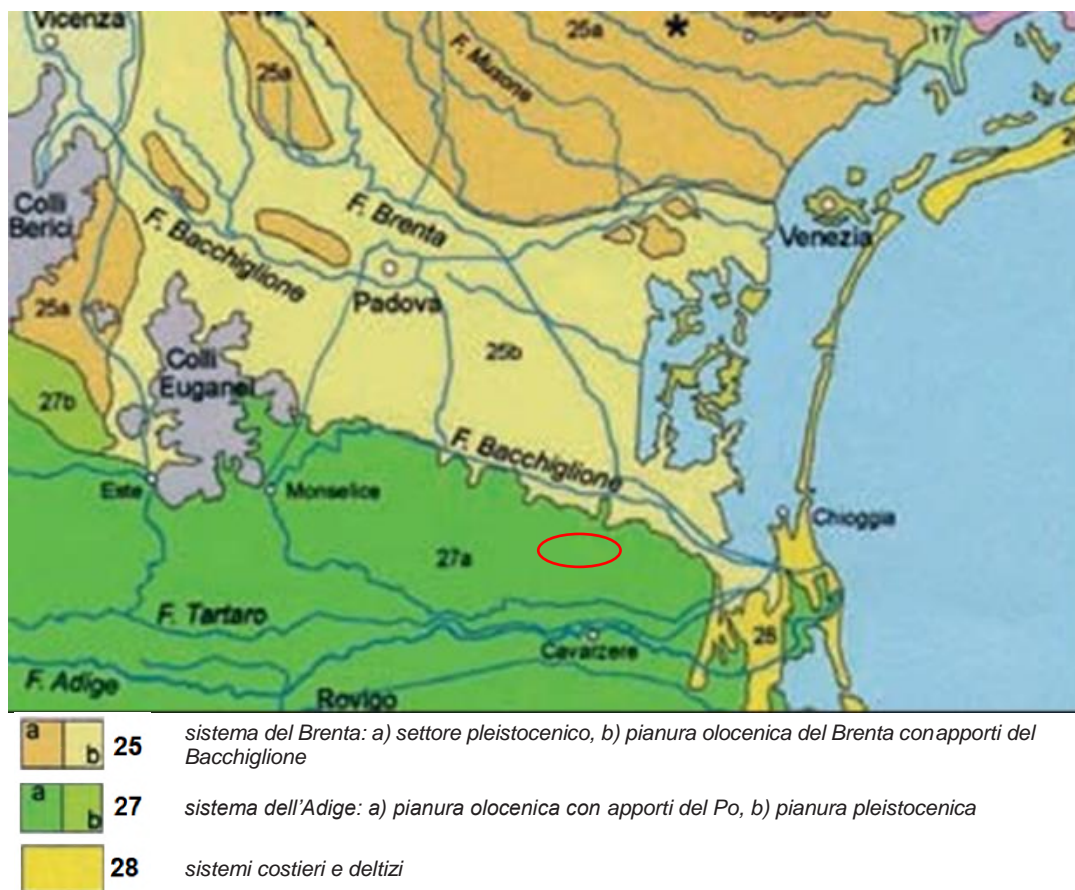 Vicenza
25a
25a
*
17
F. Musone
Colli
Berici
F. Brenta
F. Bacchiglione
Venezia
Padova
25a
25b
Colli
Euganei
27b
F. Bacchiglione
Este
Monselice
Chioggia
27a
F. Tartaro
Cavarzere
28
F. Adige
Rovigo
a b 25 sistema del Brenta: a) settore pleistocenico, b) pianura olocenica del Brenta conapporti del
Bacchiglione
a b 27 sistema dell'Adige: a) pianura olocenica con apporti del Po, b) pianura pleistocenica
28 sistemi costieri e deltizi